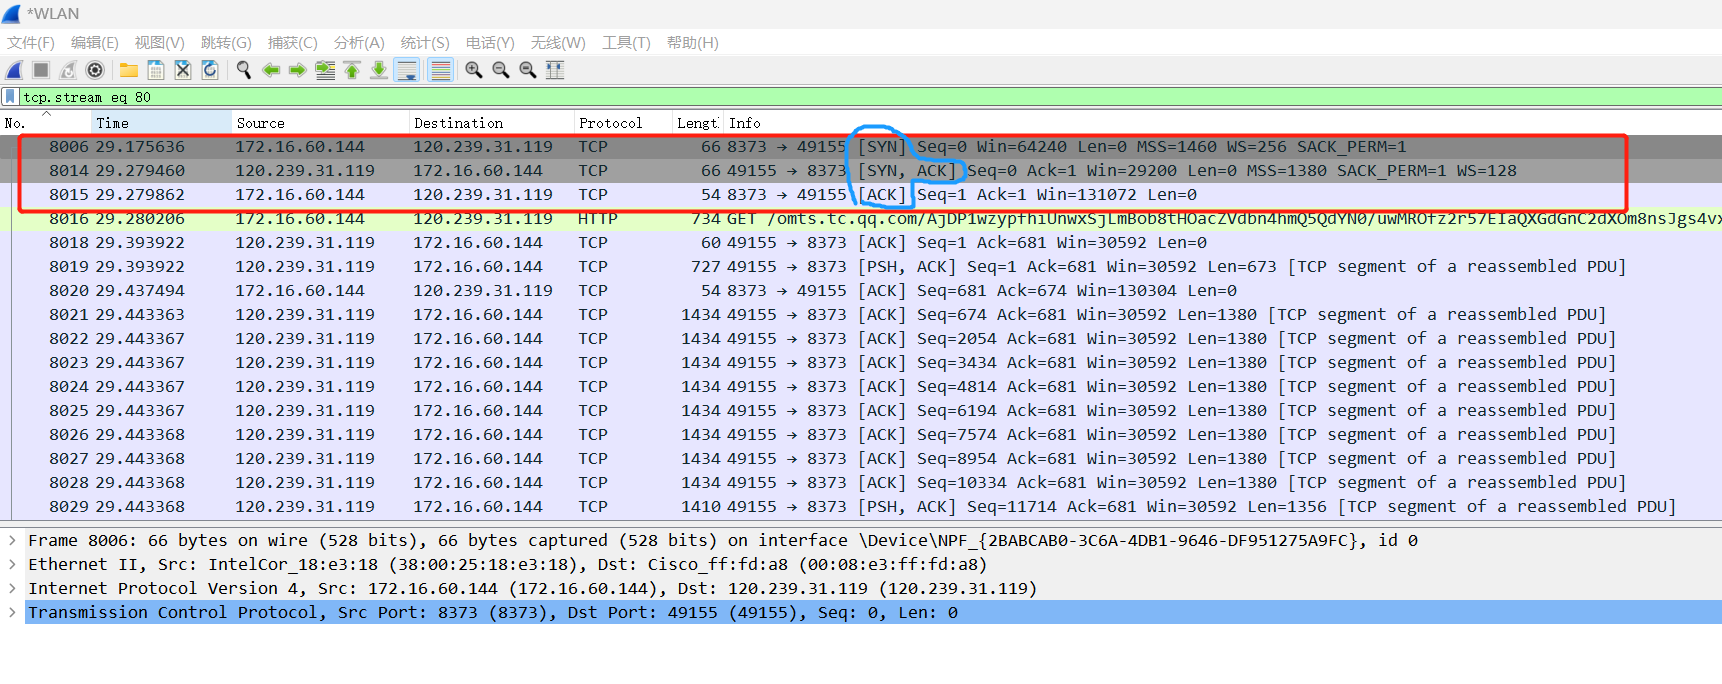 *WLAN
文件(F) 编辑(E) 视图(V) 跳转(G) 捕获(C) 分析(A) 统计(S) 电话(Y) 无线(W) 工具(T) 帮助(H)
tcp.stream eq 80
No. Time Source Destination Protocol Lengt Info
8006 29.175636 172.16.60.144 120.239.31.119 TCP 66 8373 → 49155 [SYN] Seq=0 Win=64240 Len=0 MSS=1460 WS=256 SACK_PERM=1
8014 29.279460 120.239.31.119 172.16.60.144 TCP 66 49155 → 8373 [SYN, ACK] Seq=0 Ack=1 Win=29200 Len=0 MSS=1380 SACK_PERM=1 WS=128
8015 29.279862 172.16.60.144 120.239.31.119 TCP 54 8373 → 49155 [ACK] Seq=1 Ack=1 Win=131072 Len=0
8016 29.280206 172.16.60.144 120.239.31.119 HTTP 734 GET
8018 29.393922 120.239.31.119 172.16.60.144 TCP 60 49155 → 8373 [ACK] Seq=1 Ack=681 Win=30592 Len=0
8019 29.393922 120.239.31.119 172.16.60.144 TCP 727 49155 → 8373 [PSH, ACK] Seq=1 Ack=681 Win=30592 Len=673 [TCP segment of a reassembled PDU]
8020 29.437494 172.16.60.144 120.239.31.119 TCP 54 8373 → 49155 [ACK] Seq=681 Ack=674 Win=130304 Len=0
8021 29.443363 120.239.31.119 172.16.60.144 TCP 1434 49155 → 8373 [ACK] Seq=674 Ack=681 Win=30592 Len=1380 [TCP segment of a reassembled PDU]
8022 29.443367 120.239.31.119 172.16.60.144 TCP 1434 49155 → 8373 [ACK] Seq=2054 Ack=681 Win=30592 Len=1380 [TCP segment of a reassembled PDU]
8023 29.443367 120.239.31.119 172.16.60.144 TCP 1434 49155 → 8373 [ACK] Seq=3434 Ack=681 Win=30592 Len=1380 [TCP segment of a reassembled PDU]
8024 29.443367 120.239.31.119 172.16.60.144 TCP 1434 49155 → 8373 [ACK] Seq=4814 Ack=681 Win=30592 Len=1380 [TCP segment of a reassembled PDU]
8025 29.443367 120.239.31.119 172.16.60.144 TCP 1434 49155 → 8373 [ACK] Seq=6194 Ack=681 Win=30592 Len=1380 [TCP segment of a reassembled PDU]
8026 29.443368 120.239.31.119 172.16.60.144 TCP 1434 49155 → 8373 [ACK] Seq=7574 Ack=681 Win=30592 Len=1380 [TCP segment of a reassembled PDU]
8027 29.443368 120.239.31.119 172.16.60.144 TCP 1434 49155 → 8373 [ACK] Seq=8954 Ack=681 Win=30592 Len=1380 [TCP segment of a reassembled PDU]
8028 29.443368 120.239.31.119 172.16.60.144 TCP 1434 49155 → 8373 [ACK] Seq=10334 Ack=681 Win=30592 Len=1380 [TCP segment of a reassembled PDU]
8029 29.443368 120.239.31.119 172.16.60.144 TCP 1410 49155 → 8373 [PSH, ACK] Seq=11714 Ack=681 Win=30592 Len=1356 [TCP segment of a reassembled PDU]
Frame 8006: 66 bytes on wire (528 bits), 66 bytes captured (528 bits) on interface \Device\NPF_{2BABCAB0-3C6A-4DB1-9646-DF951275A9FC}, id 0
Ethernet II, Src: IntelCor_18:e3:18 (38:00:25:18:e3:18), Dst: Cisco_ff:fd:a8 (00:08:e3:ff:fd:a8)
Internet Protocol Version 4, Src: 172.16.60.144 (172.16.60.144), Dst: 120.239.31.119 (120.239.31.119)
Transmission Control Protocol, Src Port: 8373 (8373), Dst Port: 49155 (49155), Seq: 0, Len: 0